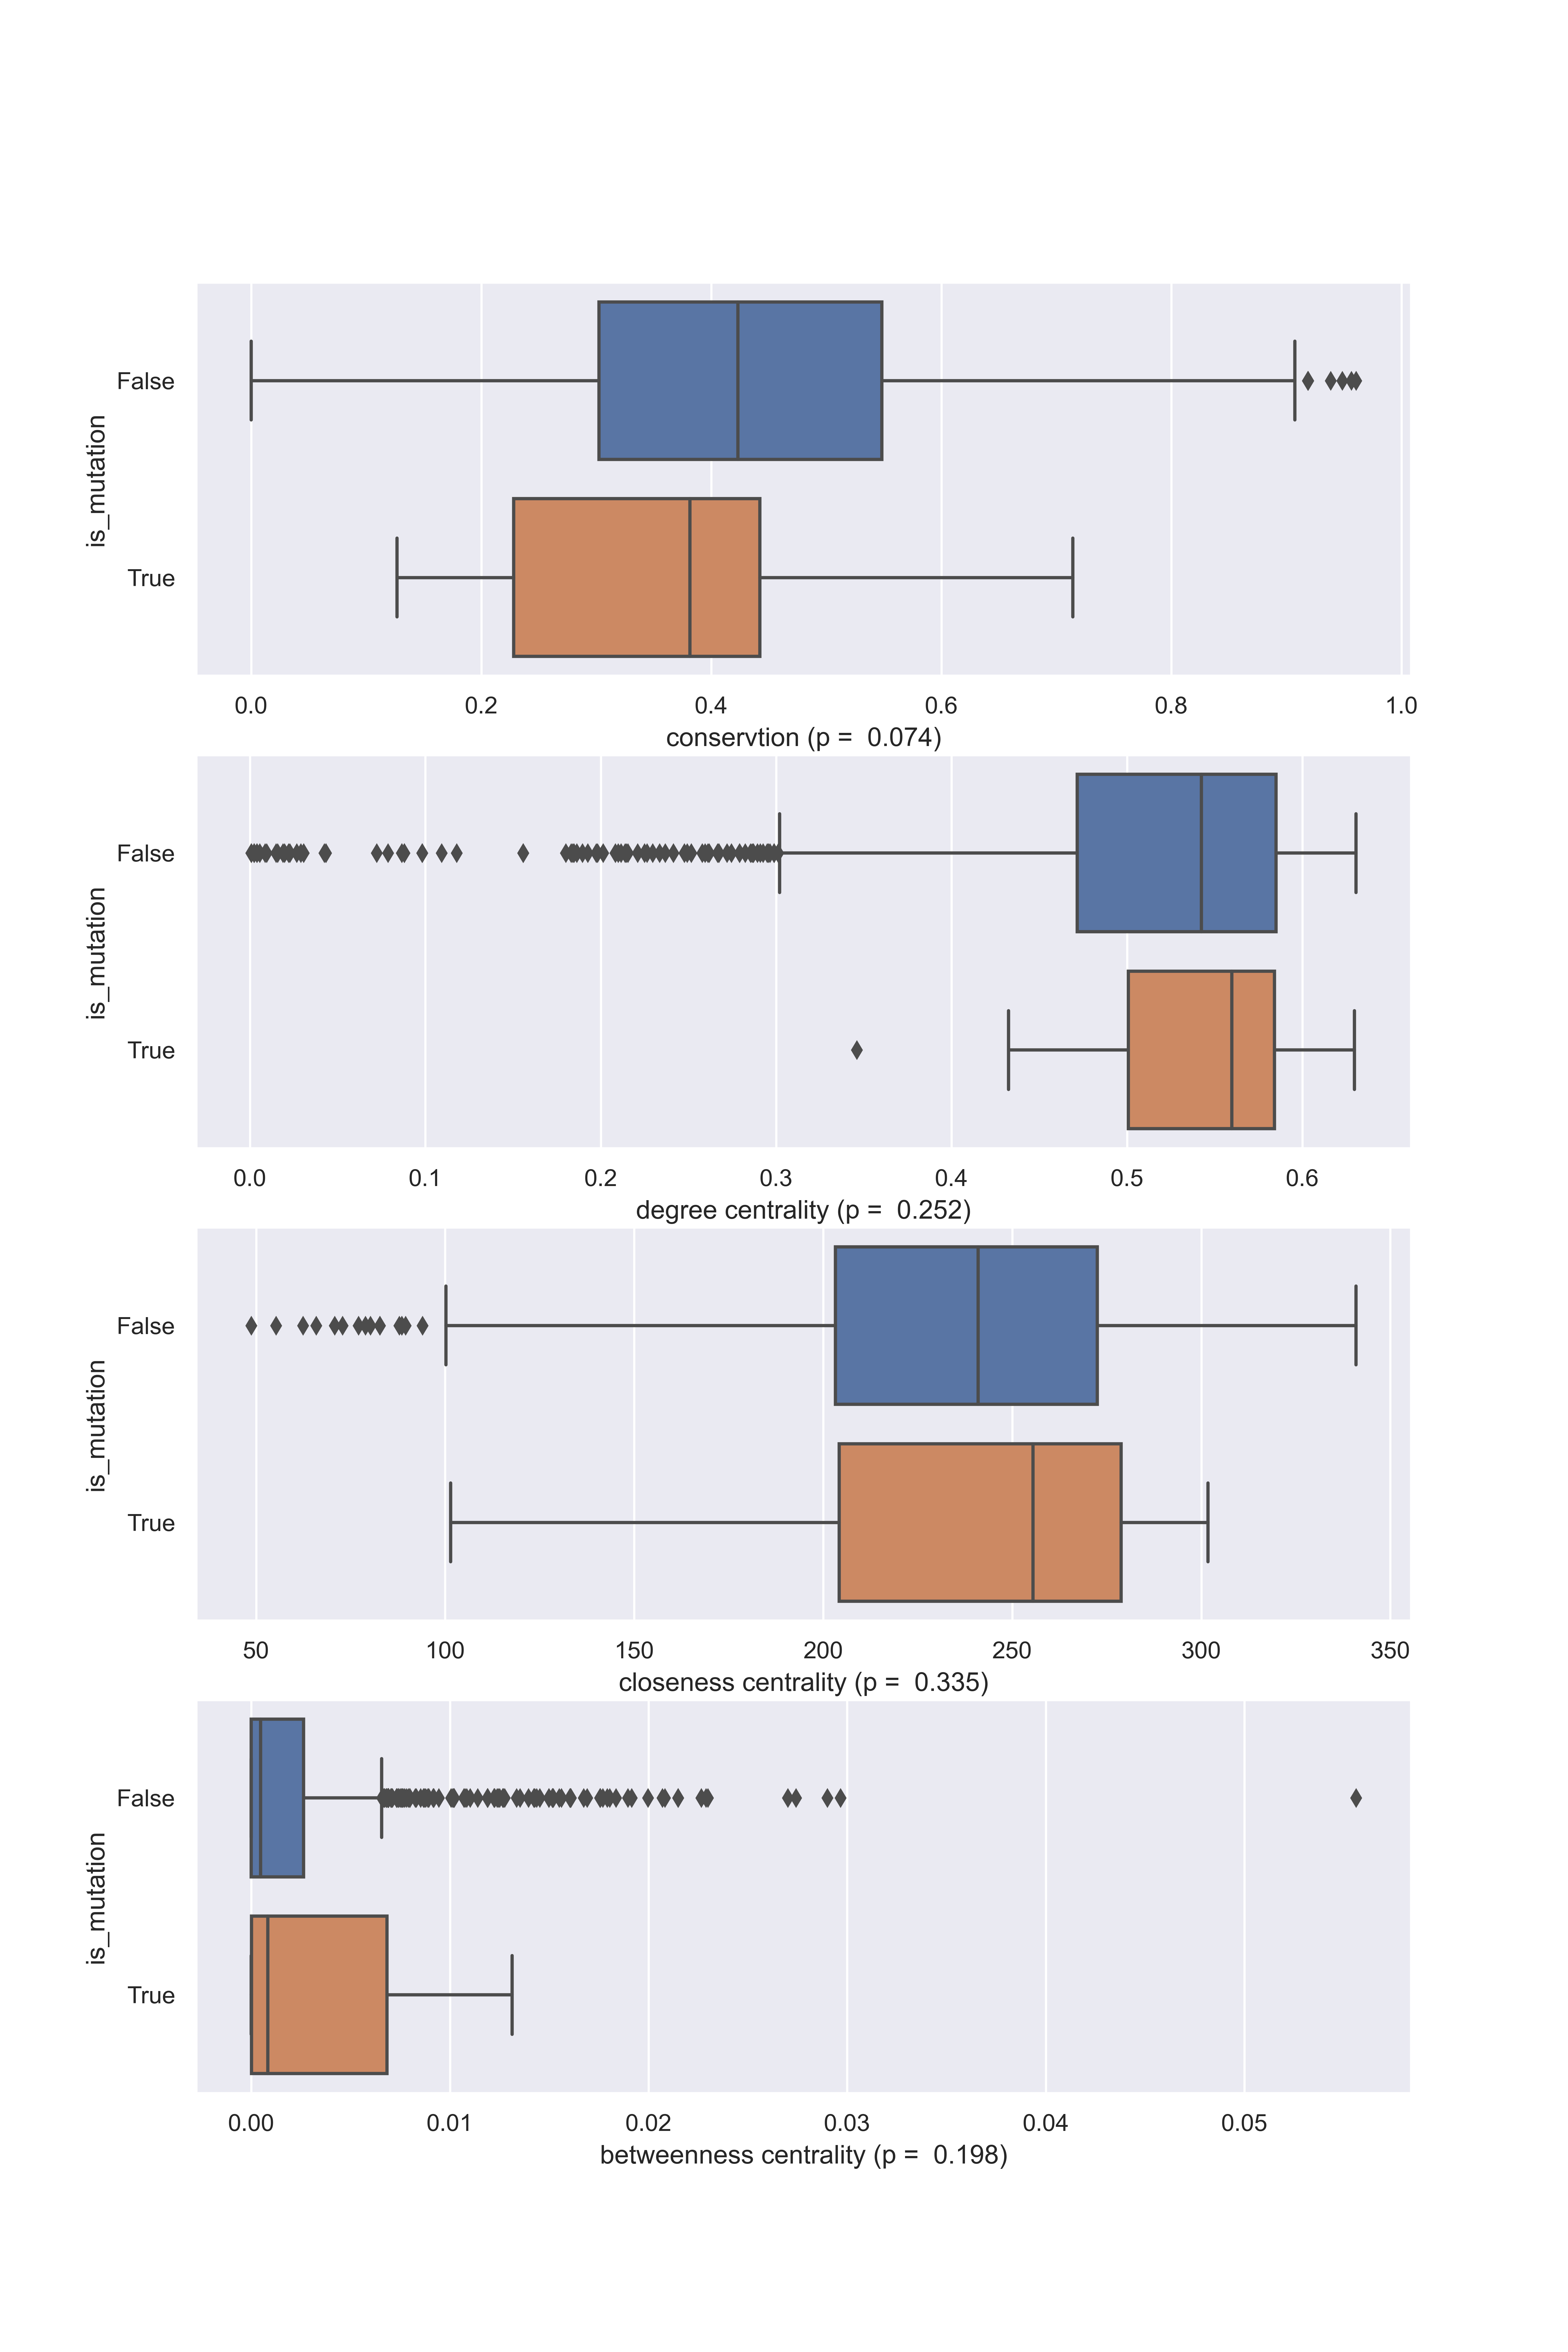 False
is_mutation
True
0.0 0.2 0.4 0.6 0.8 1.0
conservtion (p =  0.074)
False
is_mutation
True
0.0 0.1 0.2 0.3 0.4 0.5 0.6
degree centrality (p =  0.252)
False
is_mutation
True
50 100 150 200 250 300 350
closeness centrality (p =  0.335)
False
is_mutation
True
0.00 0.01 0.02 0.03 0.04 0.05
betweenness centrality (p =  0.198)